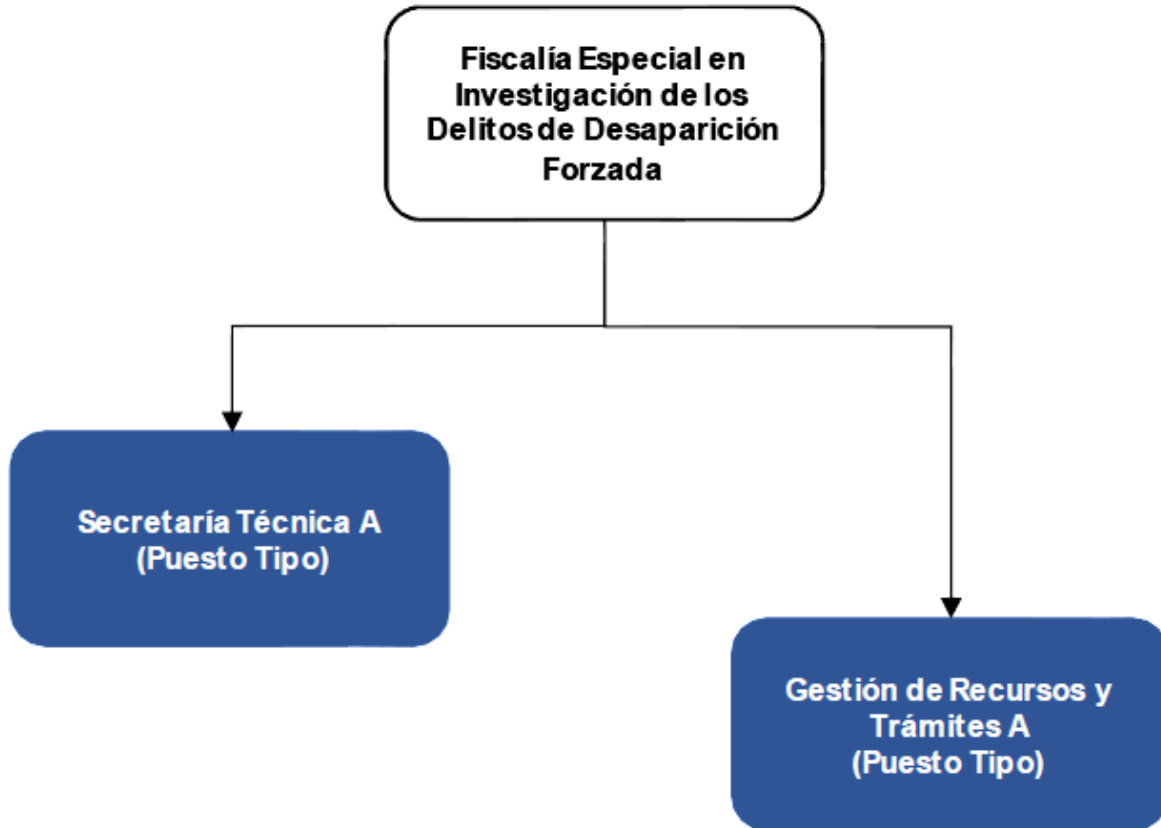 Fiscalía Especial en
Investigación de los
Delitos de Desaparición
Forzada
Secretaría Técnica A
(Puesto Tipo)
Gestión de Recursos y
Trámites A
(Puesto Tipo)